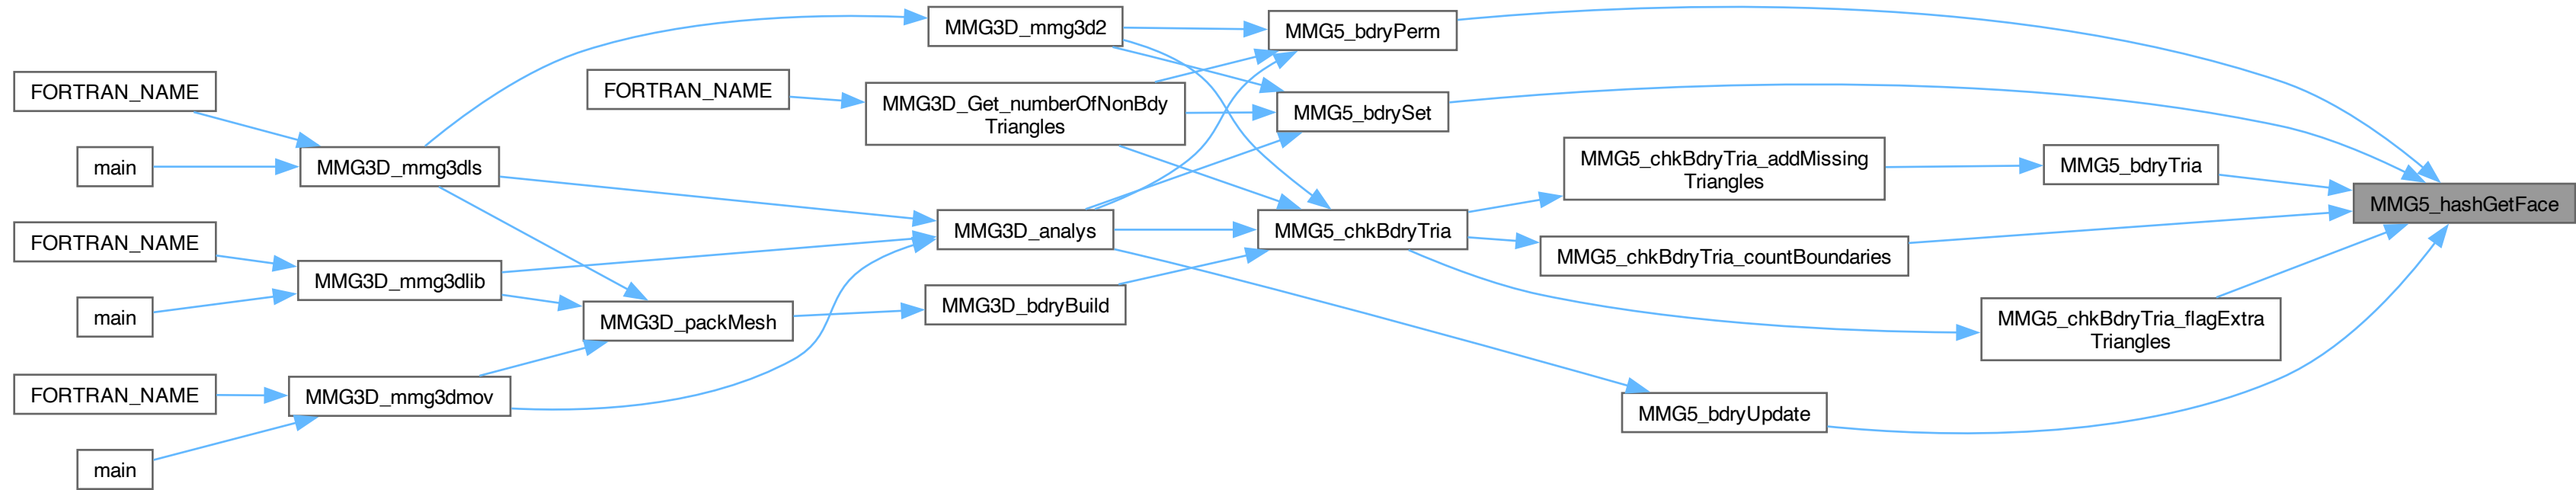 FORTRAN_NAME
main
FORTRAN_NAME
main
FORTRAN_NAME
main
MMG3D_mmg3dls
MMG3D_mmg3dlib
MMG3D_mmg3dmov
FORTRAN_NAME
MMG3D_packMesh
MMG3D_mmg3d2
MMG3D_Get_numberOfNonBdy
Triangles
MMG3D_analys
MMG3D_bdryBuild
MMG5_bdryPerm
MMG5_bdrySet
MMG5_chkBdryTria
MMG5_chkBdryTria_addMissing
Triangles
MMG5_chkBdryTria_countBoundaries
MMG5_bdryUpdate
MMG5_bdryTria
MMG5_chkBdryTria_flagExtra
Triangles
MMG5_hashGetFace